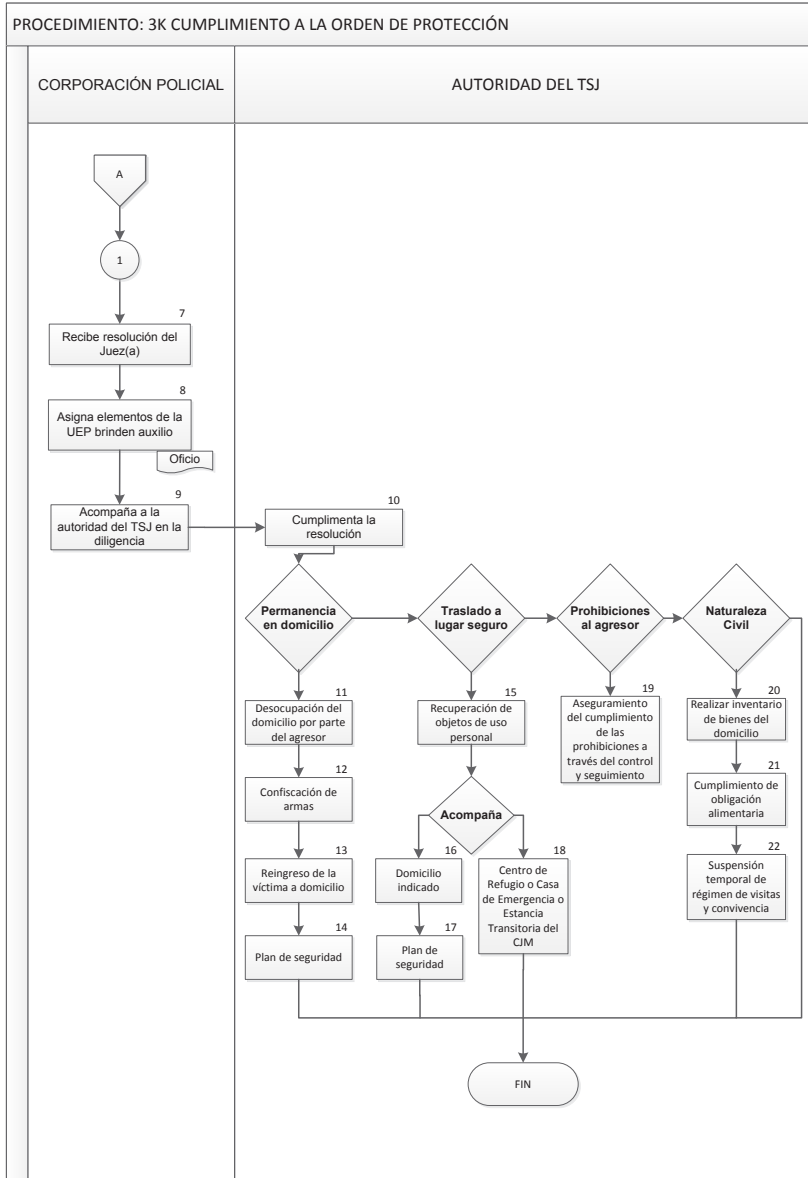 PROCEDIMIENTO: 3K CUMPLIMIENTO A LA ORDEN DE PROTECCIÓN
CORPORACIÓN POLICIAL
AUTORIDAD DEL TSJ
A
1
7
Recibe resolución del
Juez(a)
8
Asigna elementos de la
UEP brinden auxilio
Oficio
9
Acompaña a la
autoridad del TSJ en la
diligencia
10
Cumplimenta la
resolución
Permanencia
en domicilio
Traslado a
lugar seguro
Prohibiciones
al agresor
Naturaleza
Civil
11
Desocupación del
domicilio por parte
del agresor
12
Confiscación de
armas
13
Reingreso de la
víctima a domicilio
14
Plan de seguridad
15
Recuperación de
objetos de uso
personal
Acompaña
16
Domicilio
indicado
17
Plan de
seguridad
18
Centro de
Refugio o Casa
de Emergencia o
Estancia
Transitoria del
CJM
19
Aseguramiento
del cumplimiento
de las
prohibiciones a
través del control
y seguimiento
20
Realizar inventario
de bienes del
domicilio
21
Cumplimiento de
obligación
alimentaria
22
Suspensión
temporal de
régimen de visitas
y convivencia
FIN